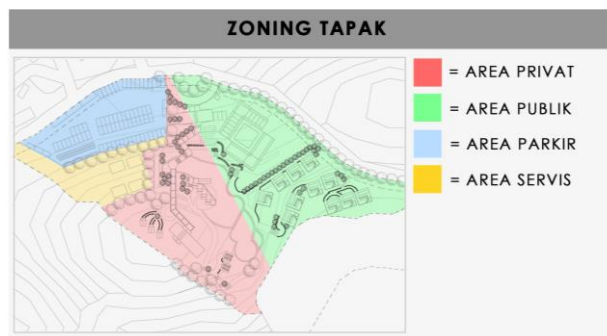 ZONING TAPAK
= AREA PRIVAT
= AREA PUBLIK
= AREA PARKIR
= AREA SERVIS